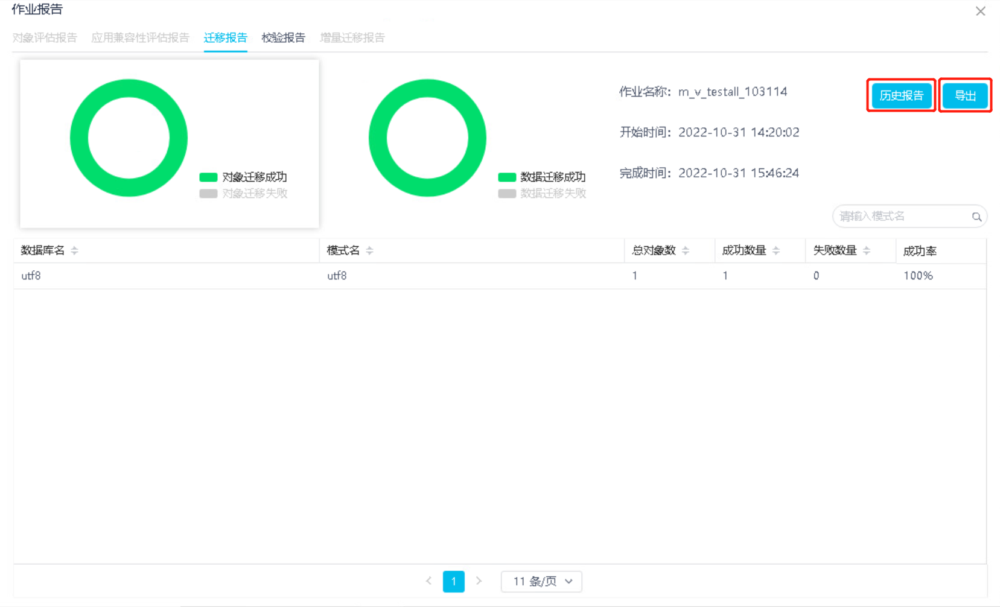 作业报告
对象评估报告 应用兼容性评估报告 迁移报告 校验报告 增量迁移报告
对象迁移成功
对象迁移失败
数据迁移成功
数据迁移失败
作业名称： m_v_testall_103114
开始时间： 2022-10-31 14:20:02
完成时间： 2022-10-31 15:46:24
历史报告 导出
请输入模式名
数据库名 模式名 总对象数 成功数量 失败数量 成功率
utf8 utf8 1 1 0 100%
1 11 条/页